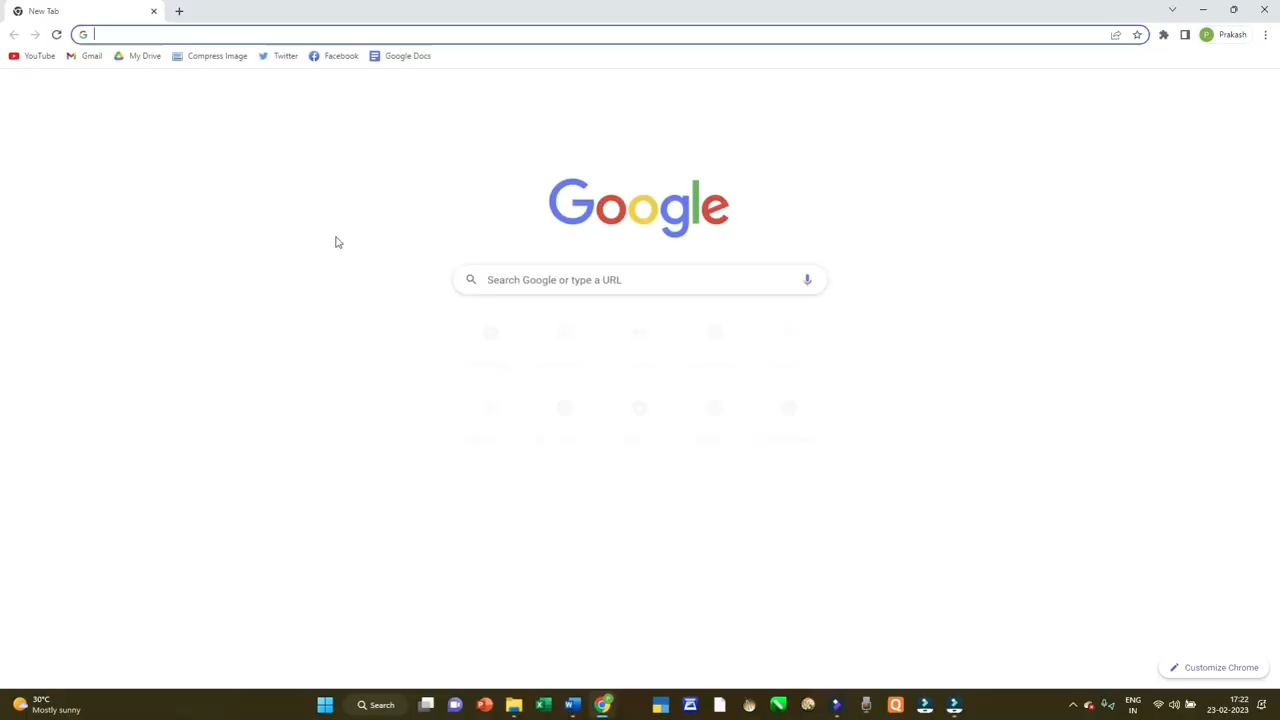 New Tab
Prakash
YouTube Gmail My Drive Compress Image Twitter Facebook Google Docs
Google
Search Google or type a URL
Customize Chrome
30°C
Mostly sunny
Search
ENG
IN
17:22
23-02-2023